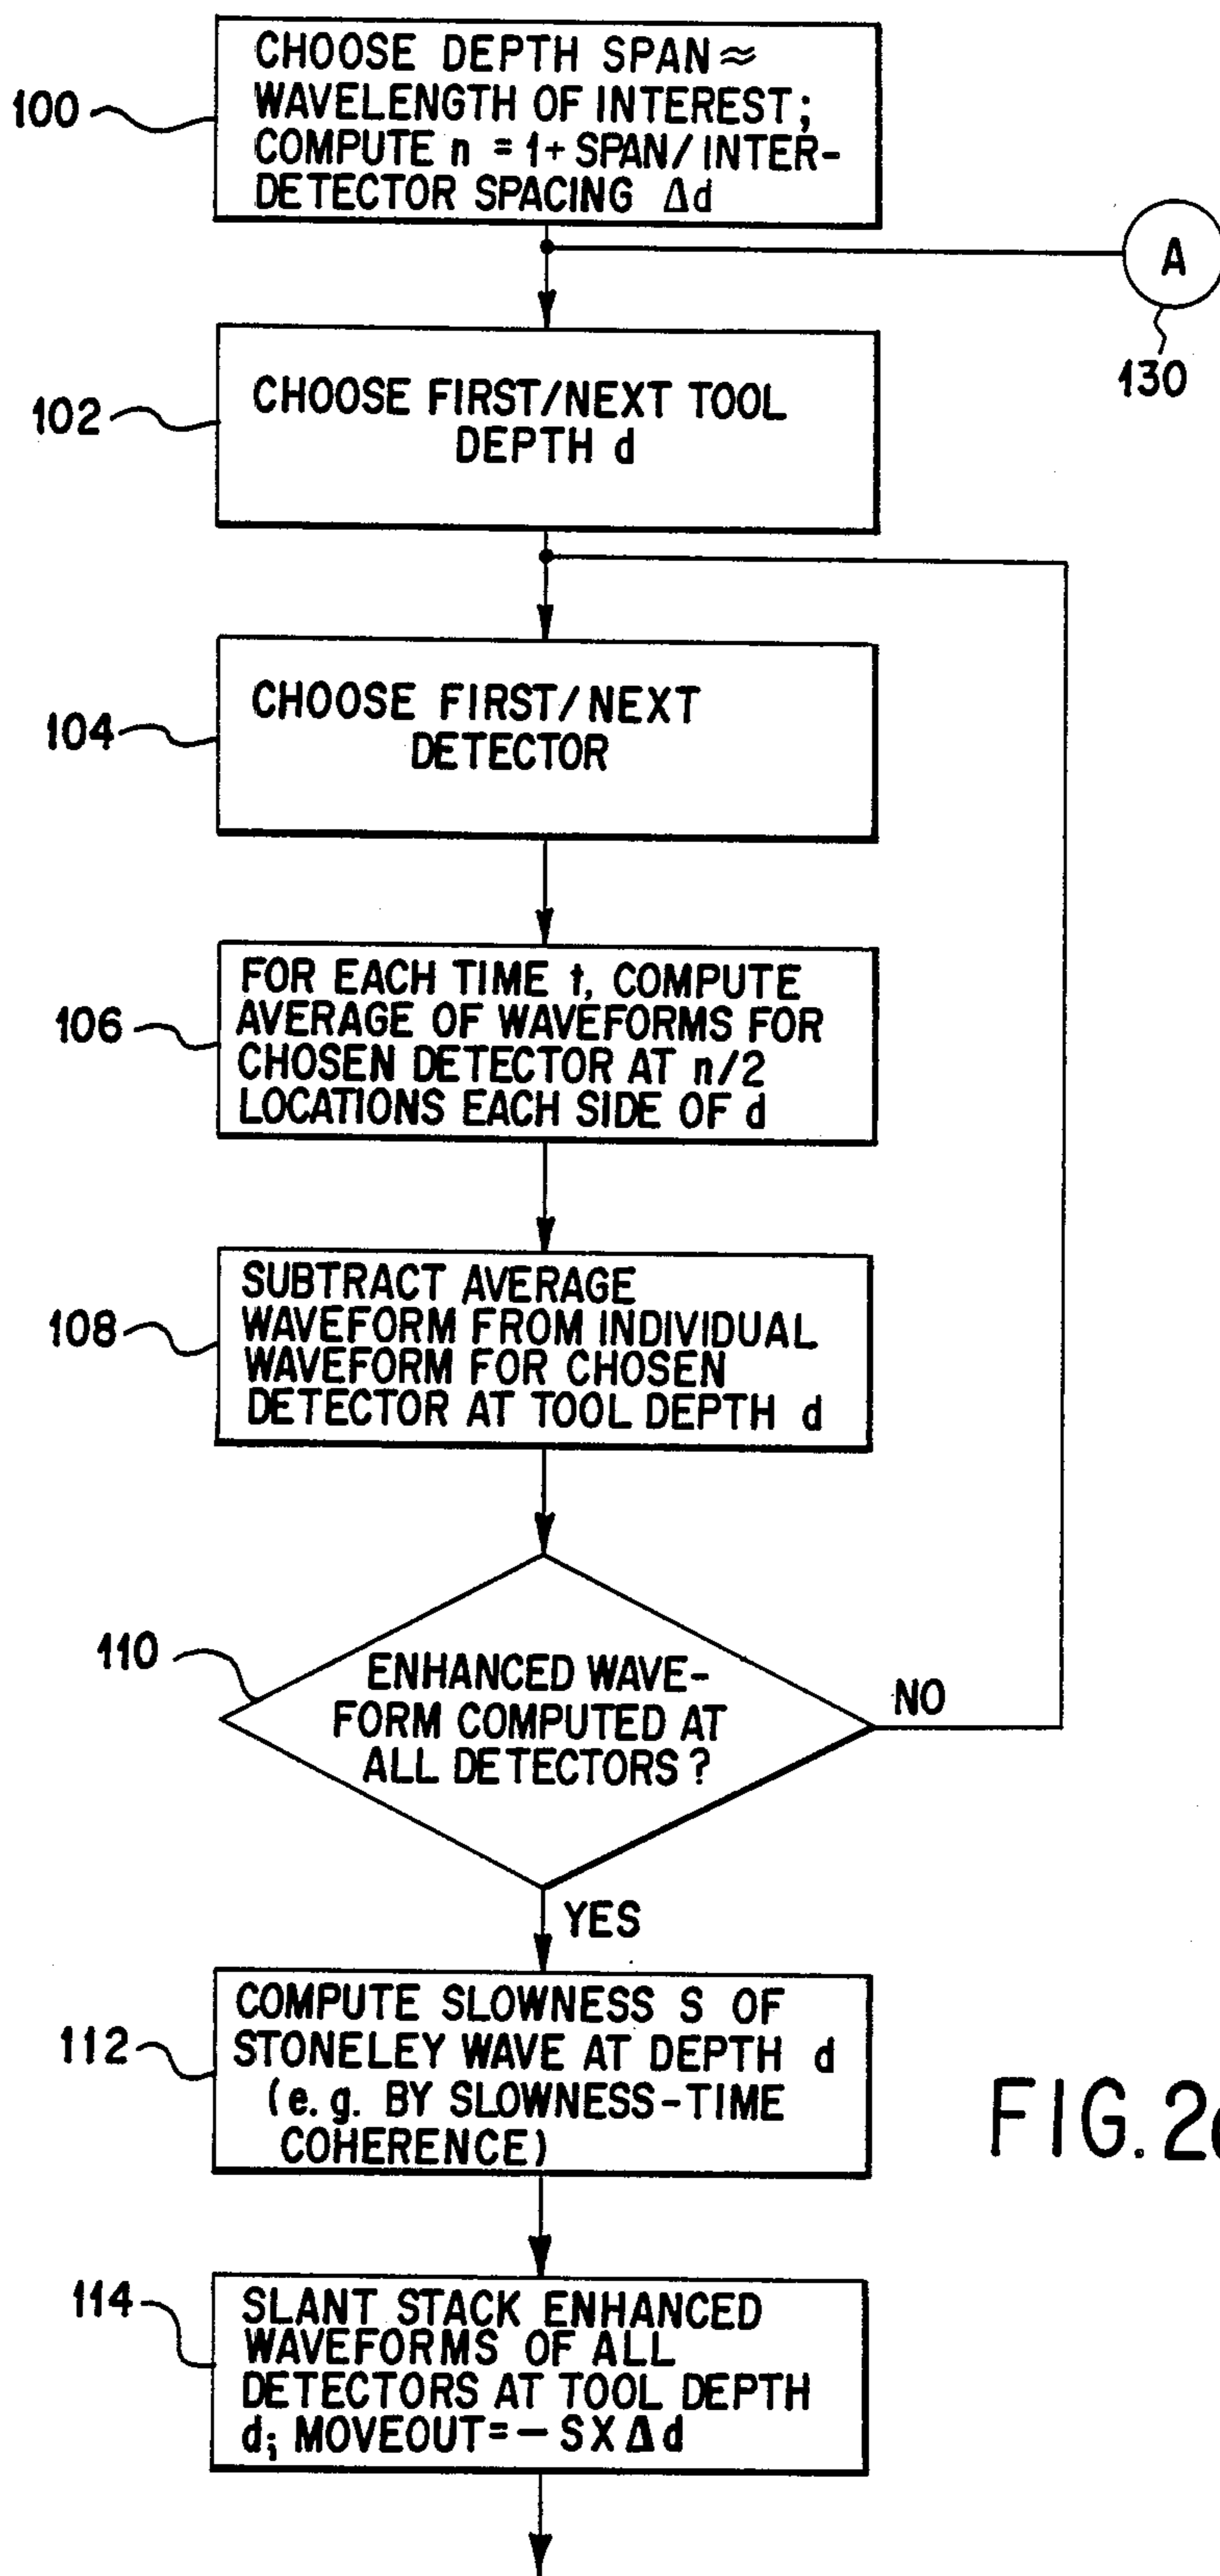 CHOOSE DEPTH SPAN ≈
WAVELENGTH OF INTEREST;
COMPUTE n = 1+ SPAN/INTER-
DETECTOR SPACING Δd
100
A
130
CHOOSE FIRST/NEXT TOOL
DEPTH d
102
CHOOSE FIRST/NEXT
DETECTOR
104
FOR EACH TIME t, COMPUTE
AVERAGE OF WAVEFORMS FOR
CHOSEN DETECTOR AT n/2
LOCATIONS EACH SIDE OF d
106
SUBTRACT AVERAGE
WAVEFORM FROM INDIVIDUAL
WAVEFORM FOR CHOSEN
DETECTOR AT TOOL DEPTH d
108
110
ENHANCED WAVE-
FORM COMPUTED AT
ALL DETECTORS?
NO
YES
COMPUTE SLOWNESS S OF
STONELEY WAVE AT DEPTH d
(e.g. BY SLOWNESS-TIME
COHERENCE)
112
FIG. 2
114
SLANT STACK ENHANCED
WAVEFORMS OF ALL
DETECTORS AT TOOL DEPTH
d; MOVEOUT=-SXΔd